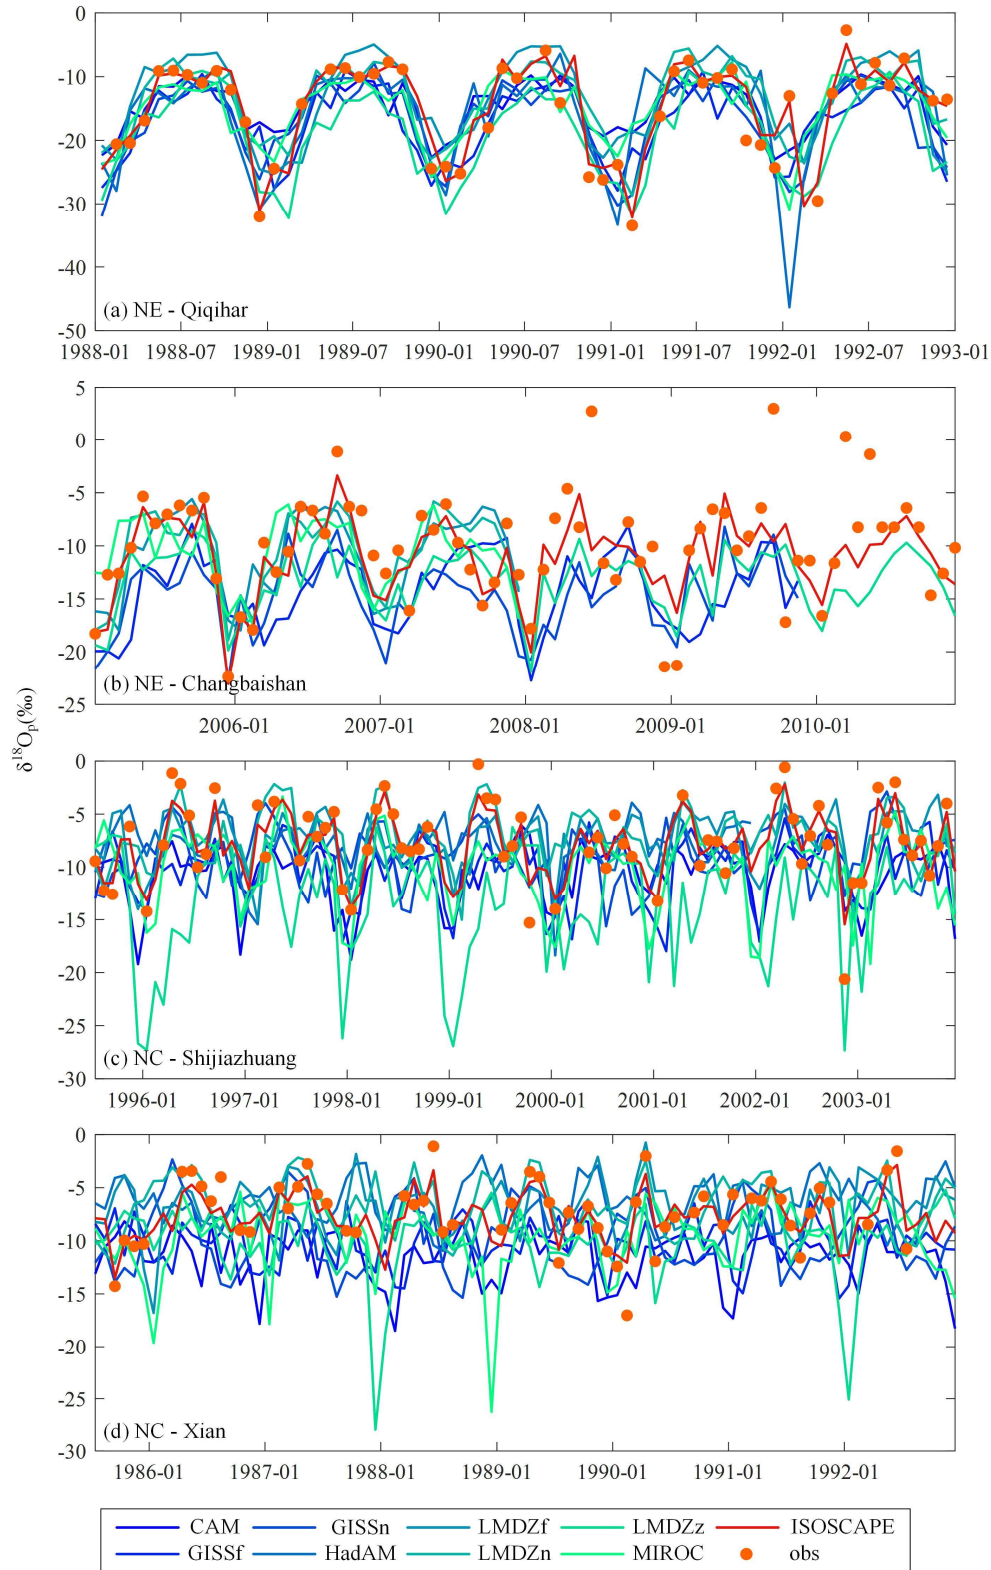 0
-10
-20
-30
-40
-50
(a) NE - Qiqihar
1988-01 1988-07 1989-01 1989-07 1990-01 1990-07 1991-01 1991-07 1992-01 1992-07 1993-01
5
0
-5
-10
-15
-20
-25
(b) NE - Changbaishan
2006-01 2007-01 2008-01 2009-01 2010-01
δ¹⁸Oₚ(‰)
0
-5
-10
-15
-20
-25
-30
(c) NC - Shijiazhuang
1996-01 1997-01 1998-01 1999-01 2000-01 2001-01 2002-01 2003-01
0
-5
-10
-15
-20
-25
-30
(d) NC - Xian
1986-01 1987-01 1988-01 1989-01 1990-01 1991-01 1992-01
CAM GISSn LMDZf LMDZz ISOSCAPE
GISSf HadAM LMDZn MIROC obs